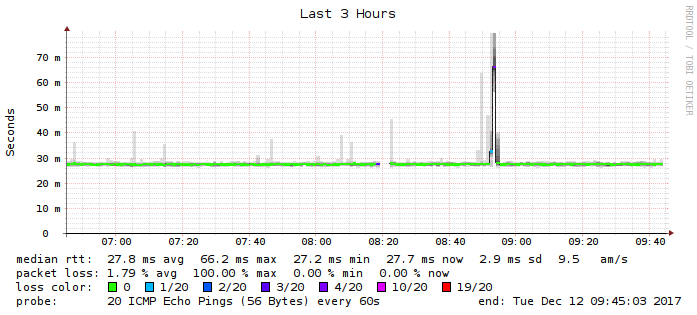 Last 3 Hours
RRDTOOL / TOBI OETIKER
Seconds
70 m
60 m
50 m
40 m
30 m
20 m
10 m
0
07:00 07:20 07:40 08:00 08:20 08:40 09:00 09:20 09:40
median rtt: 27.8 ms avg 66.2 ms max 27.2 ms min 27.7 ms now 2.9 ms sd 9.5 am/s
packet loss: 1.79 % avg 100.00 % max 0.00 % min 0.00 % now
loss color: 0 1/20 2/20 3/20 4/20 10/20 19/20
probe: 20 ICMP Echo Pings (56 Bytes) every 60s end: Tue Dec 12 09:45:03 2017